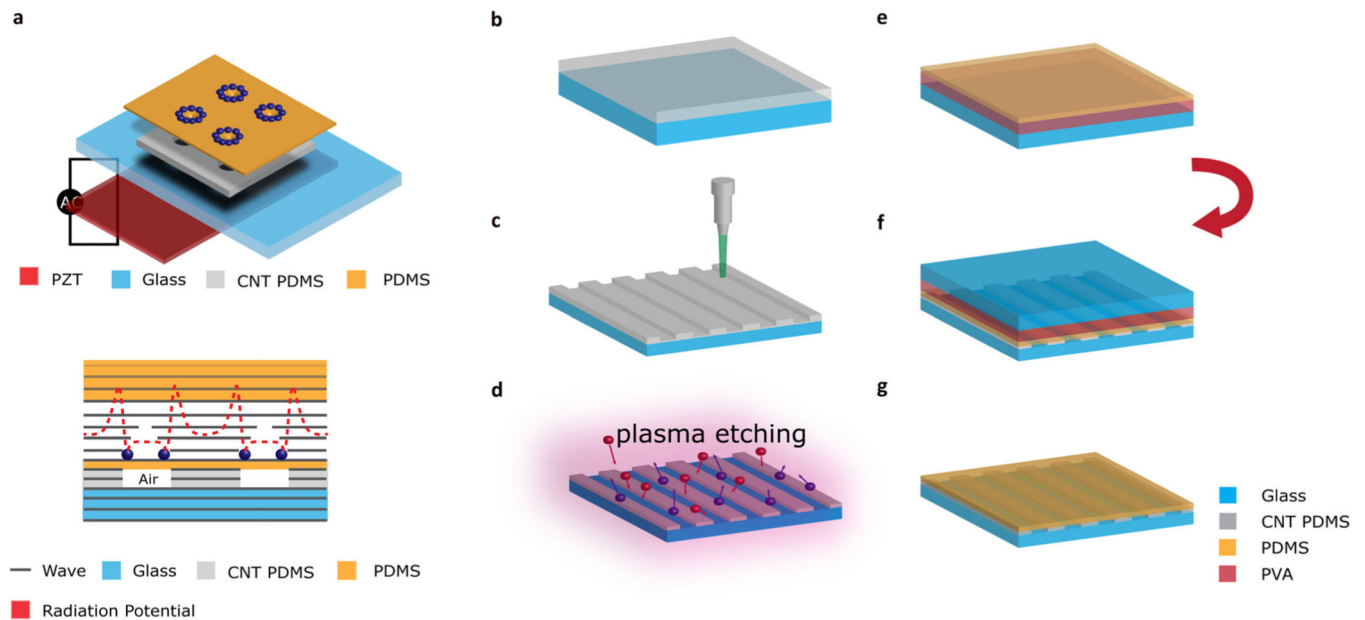 a
AC
PZT Glass CNT PDMS PDMS
Air
Wave Glass CNT PDMS PDMS
Radiation Potential
b
c
d
plasma etching
e
f
g
Glass
CNT PDMS
PDMS
PVA